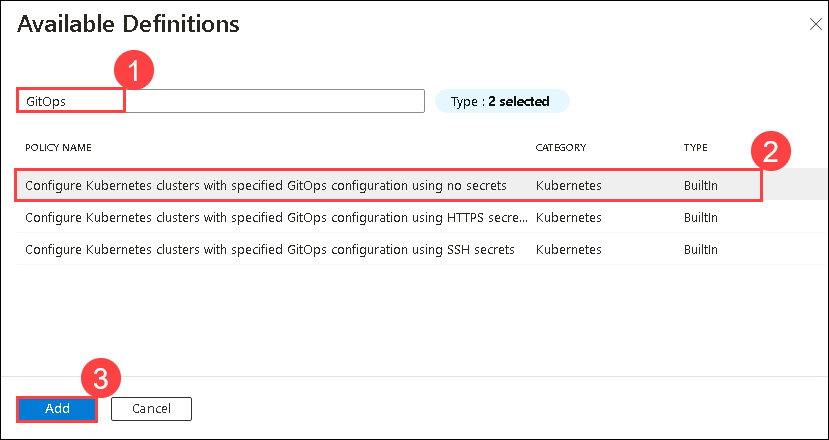 Available Definitions
1
GitOps
Type : 2 selected
POLICY NAME CATEGORY TYPE
2
Configure Kubernetes clusters with specified GitOps configuration using no secrets Kubernetes BuiltIn
Configure Kubernetes clusters with specified GitOps configuration using HTTPS secre... Kubernetes BuiltIn
Configure Kubernetes clusters with specified GitOps configuration using SSH secrets Kubernetes BuiltIn
3
Add Cancel